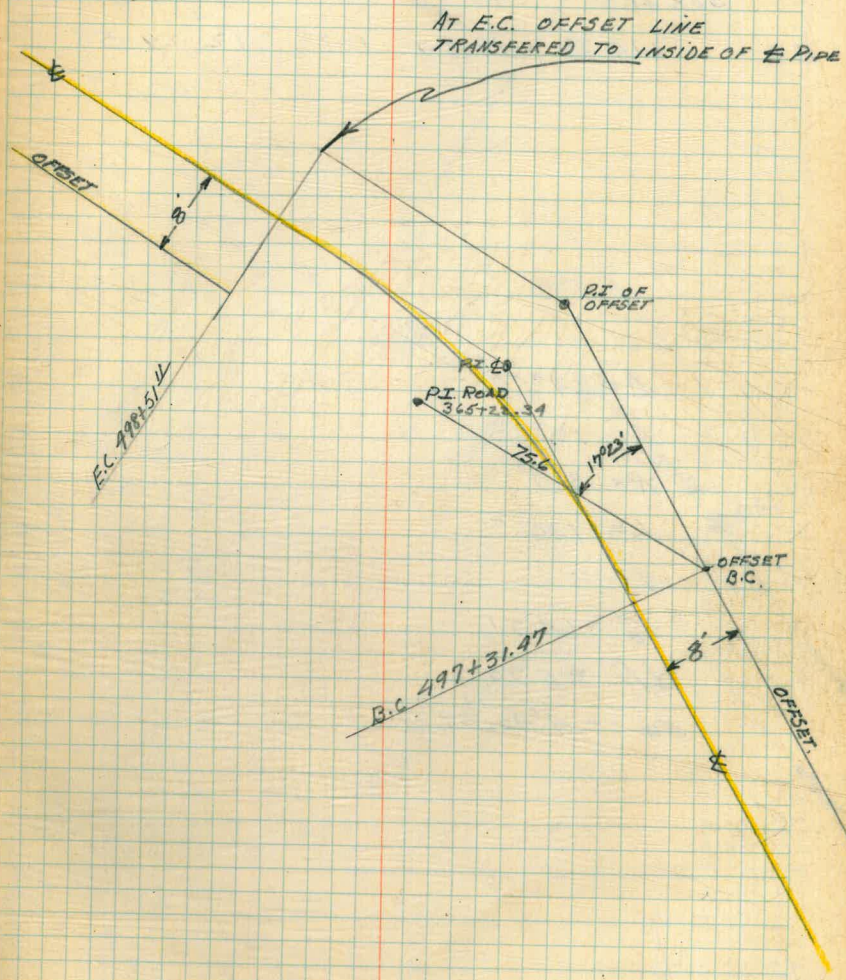 AT E.C. OFFSET LINE
TRANSFERED TO INSIDE OF ℄ PIPE
℄
OFFSET
8'
P.I OF
OFFSET
P.I ℄
P.I ROAD
365+22.34
75.6
17°23'
E.C. 498+51 11
OFFSET
B.C.
B.C 497+31.47
8'
OFFSET.
℄